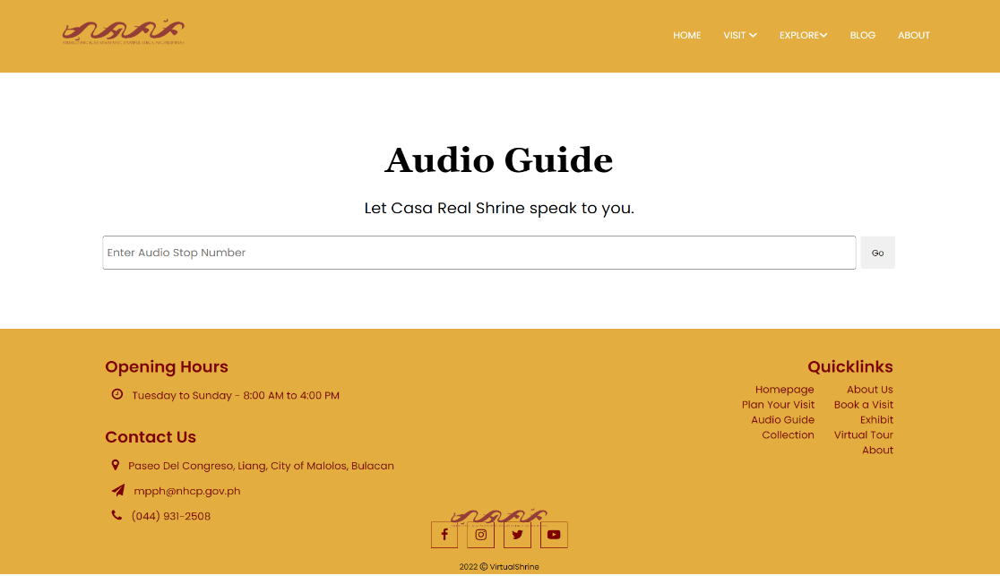 HOME VISIT EXPLORE BLOG ABOUT
Audio Guide
Let Casa Real Shrine speak to you.
Enter Audio Stop Number
Go
Opening Hours
Tuesday to Sunday - 8:00 AM to 4:00 PM
Contact Us
Paseo Del Congreso, Liang, City of Malolos, Bulacan
mpph@nhcp.gov.ph
(044) 931-2508
Quicklinks
Homepage About Us
Plan Your Visit Book a Visit
Audio Guide Exhibit
Collection Virtual Tour
About
2022 © VirtualShrine